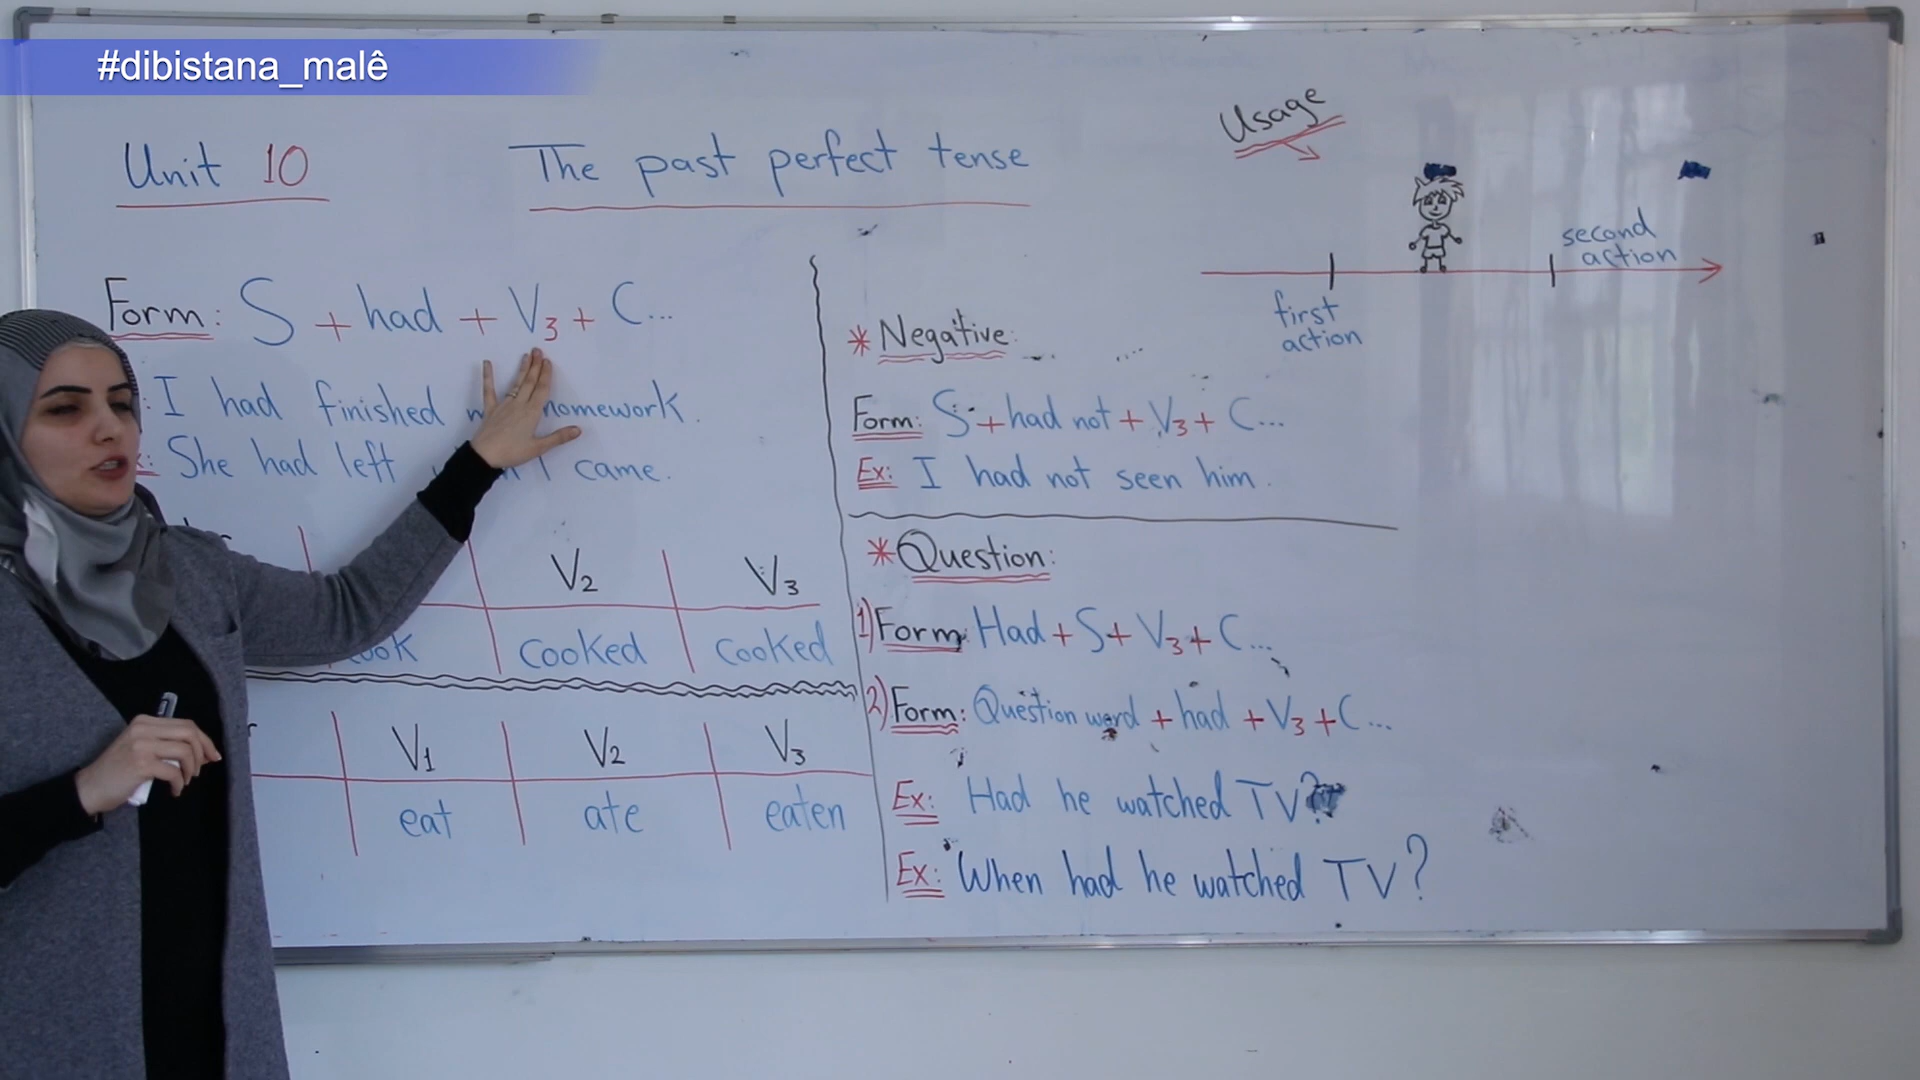 #dibistana_malê
Unit 10
The past perfect tense
Usage
second
action
first
action
Form: S + had + V3 + C...
: I had finished homework.
: She had left I came.
V2 V3
cook cooked cooked
V1 V2 V3
eat ate eaten
* Negative:
Form: S + had not + V3 + C...
Ex: I had not seen him.
* Question:
1) Form: Had + S + V3 + C...
2) Form: Question word + had + V3 + C...
Ex: Had he watched TV?
Ex: When had he watched TV?